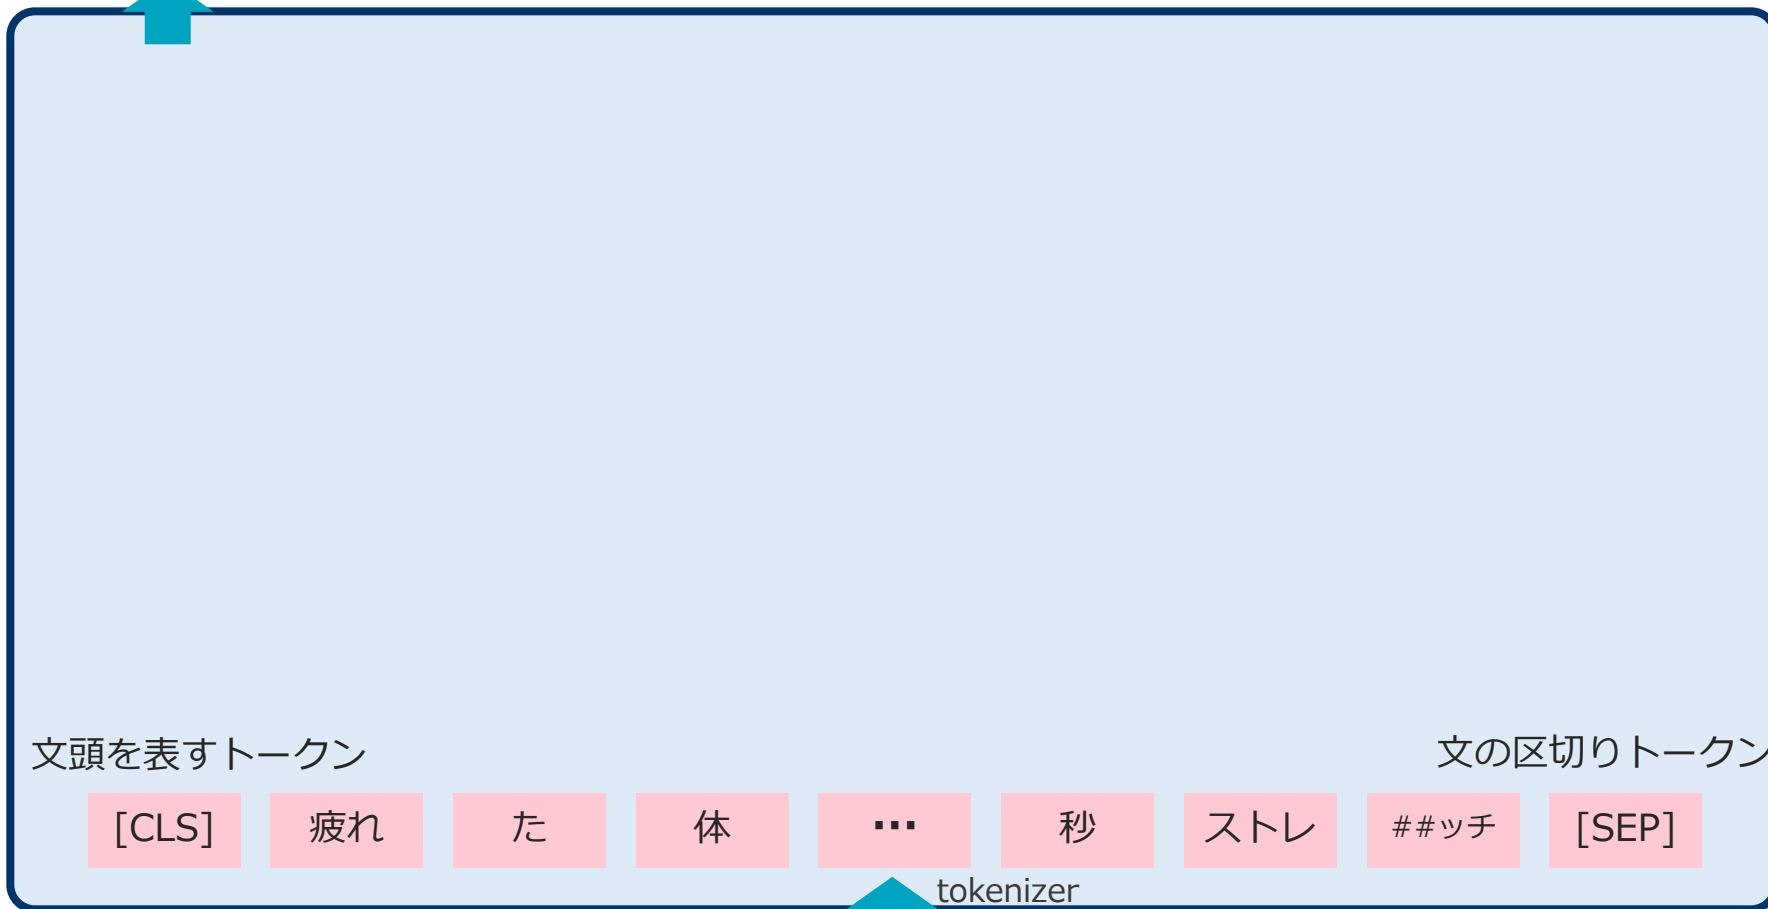 文頭を表すトークン 文の区切りトークン
[CLS] 疲れ た 体 … 秒 ストレ ##ッチ [SEP]
tokenizer